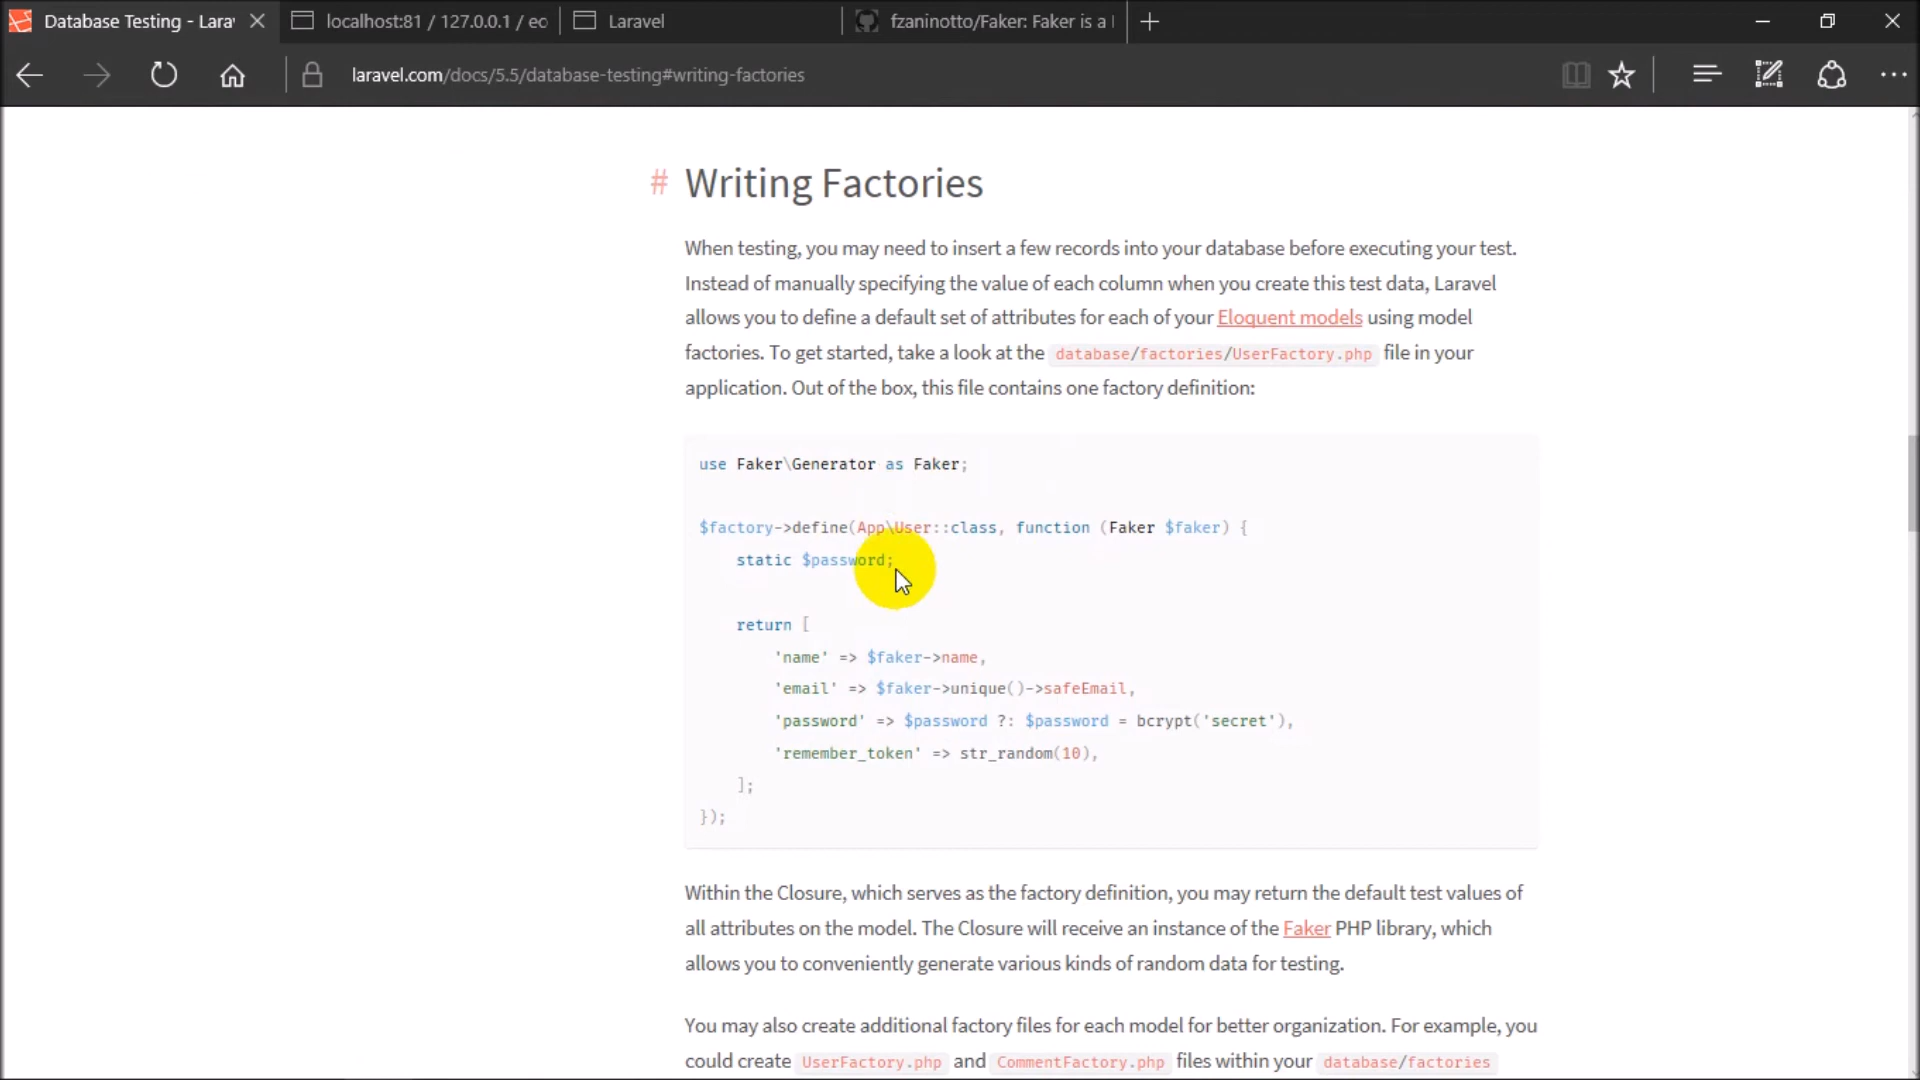 Database Testing - Lara
localhost:81 / 127.0.0.1 / ec
Laravel
fzaninotto/Faker: Faker is a
laravel.com/docs/5.5/database-testing#writing-factories
# Writing Factories
When testing, you may need to insert a few records into your database before executing your test.
Instead of manually specifying the value of each column when you create this test data, Laravel
allows you to define a default set of attributes for each of your Eloquent models using model
factories. To get started, take a look at the database/factories/UserFactory.php file in your
application. Out of the box, this file contains one factory definition:
use Faker\Generator as Faker;
$factory->define(App\User::class, function (Faker $faker) {
static $password;
return [
'name' => $faker->name,
'email' => $faker->unique()->safeEmail,
'password' => $password ?: $password = bcrypt('secret'),
'remember_token' => str_random(10),
];
});
Within the Closure, which serves as the factory definition, you may return the default test values of
all attributes on the model. The Closure will receive an instance of the Faker PHP library, which
allows you to conveniently generate various kinds of random data for testing.
You may also create additional factory files for each model for better organization. For example, you
could create UserFactory.php and CommentFactory.php files within your database/factories